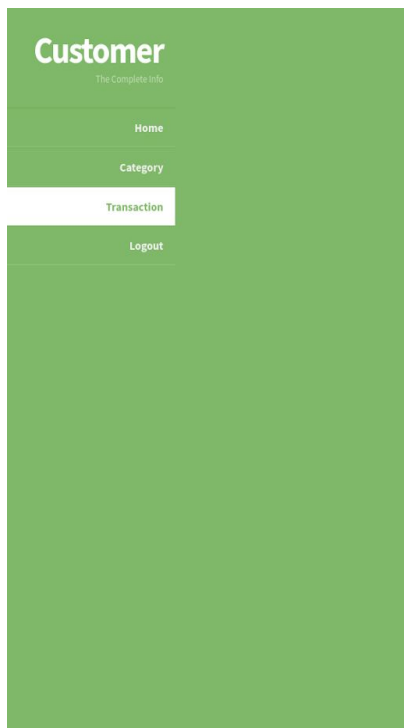 Customer
The Complete Info
Home
Category
Transaction
Logout